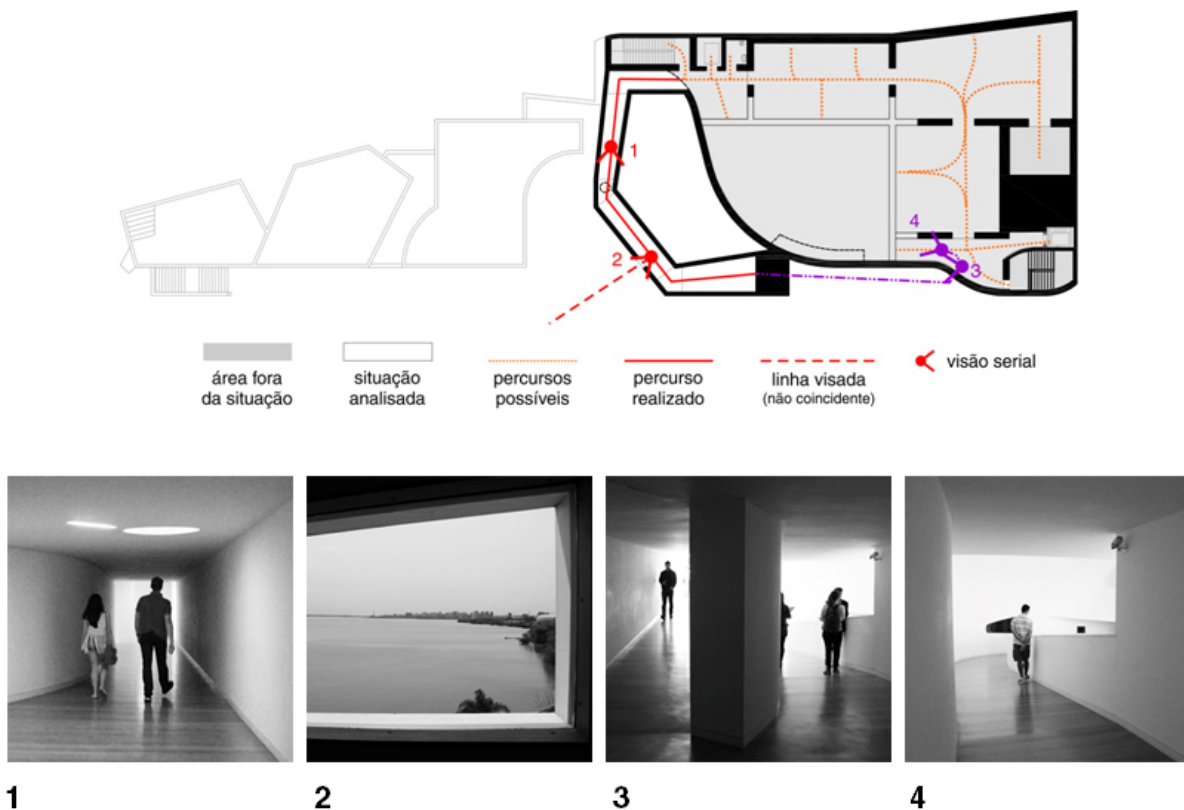 1
2
4
3
área fora
da situação
situação
analisada
percursos
possíveis
percurso
realizado
linha visada
(não coincidente)
visão serial
1
2
3
4